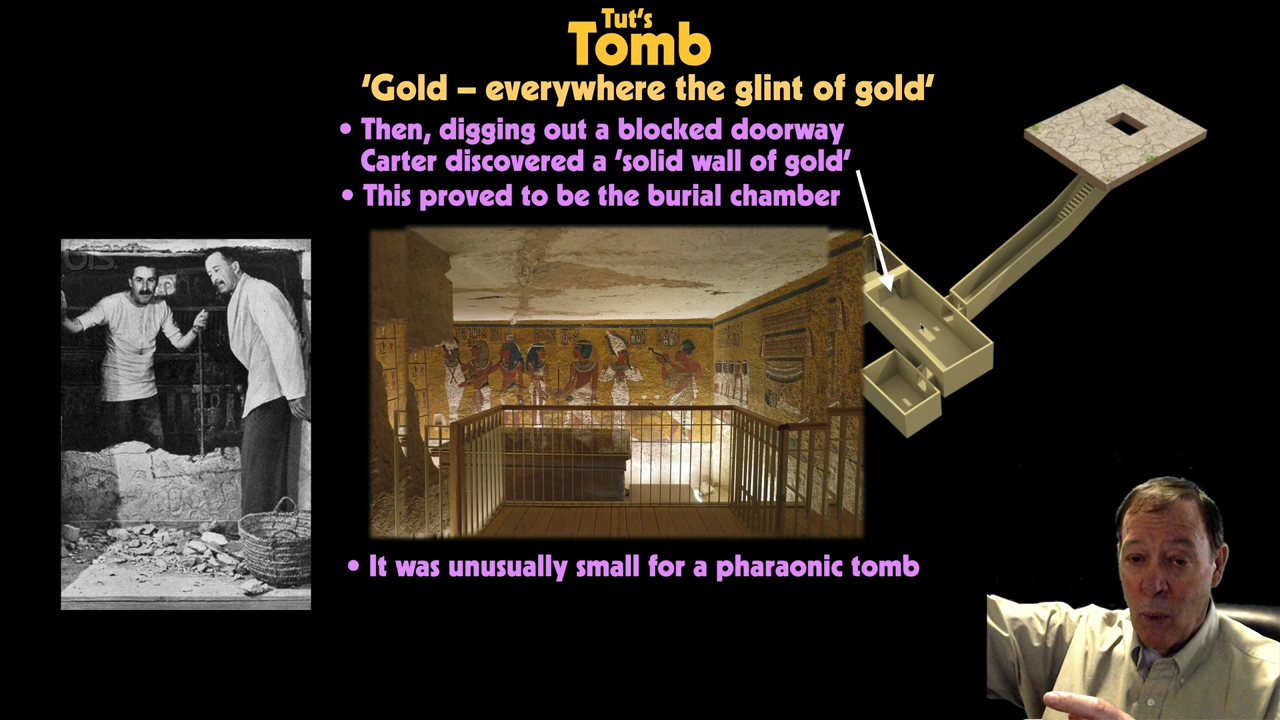 Tut's
Tomb
'Gold – everywhere the glint of gold'
• Then, digging out a blocked doorway
Carter discovered a 'solid wall of gold'
• This proved to be the burial chamber
• It was unusually small for a pharaonic tomb